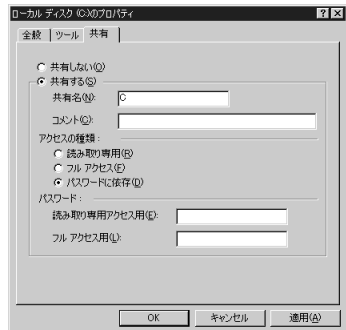 ローカル ディスク (C:)のプロパティ
全般 ツール 共有
共有しない(O)
共有する(S)
共有名(N): C
コメント(C):
アクセスの種類:
読み取り専用(R)
フル アクセス(F)
パスワードに依存(D)
パスワード:
読み取り専用アクセス用(E):
フル アクセス用(L):
OK キャンセル 適用(A)